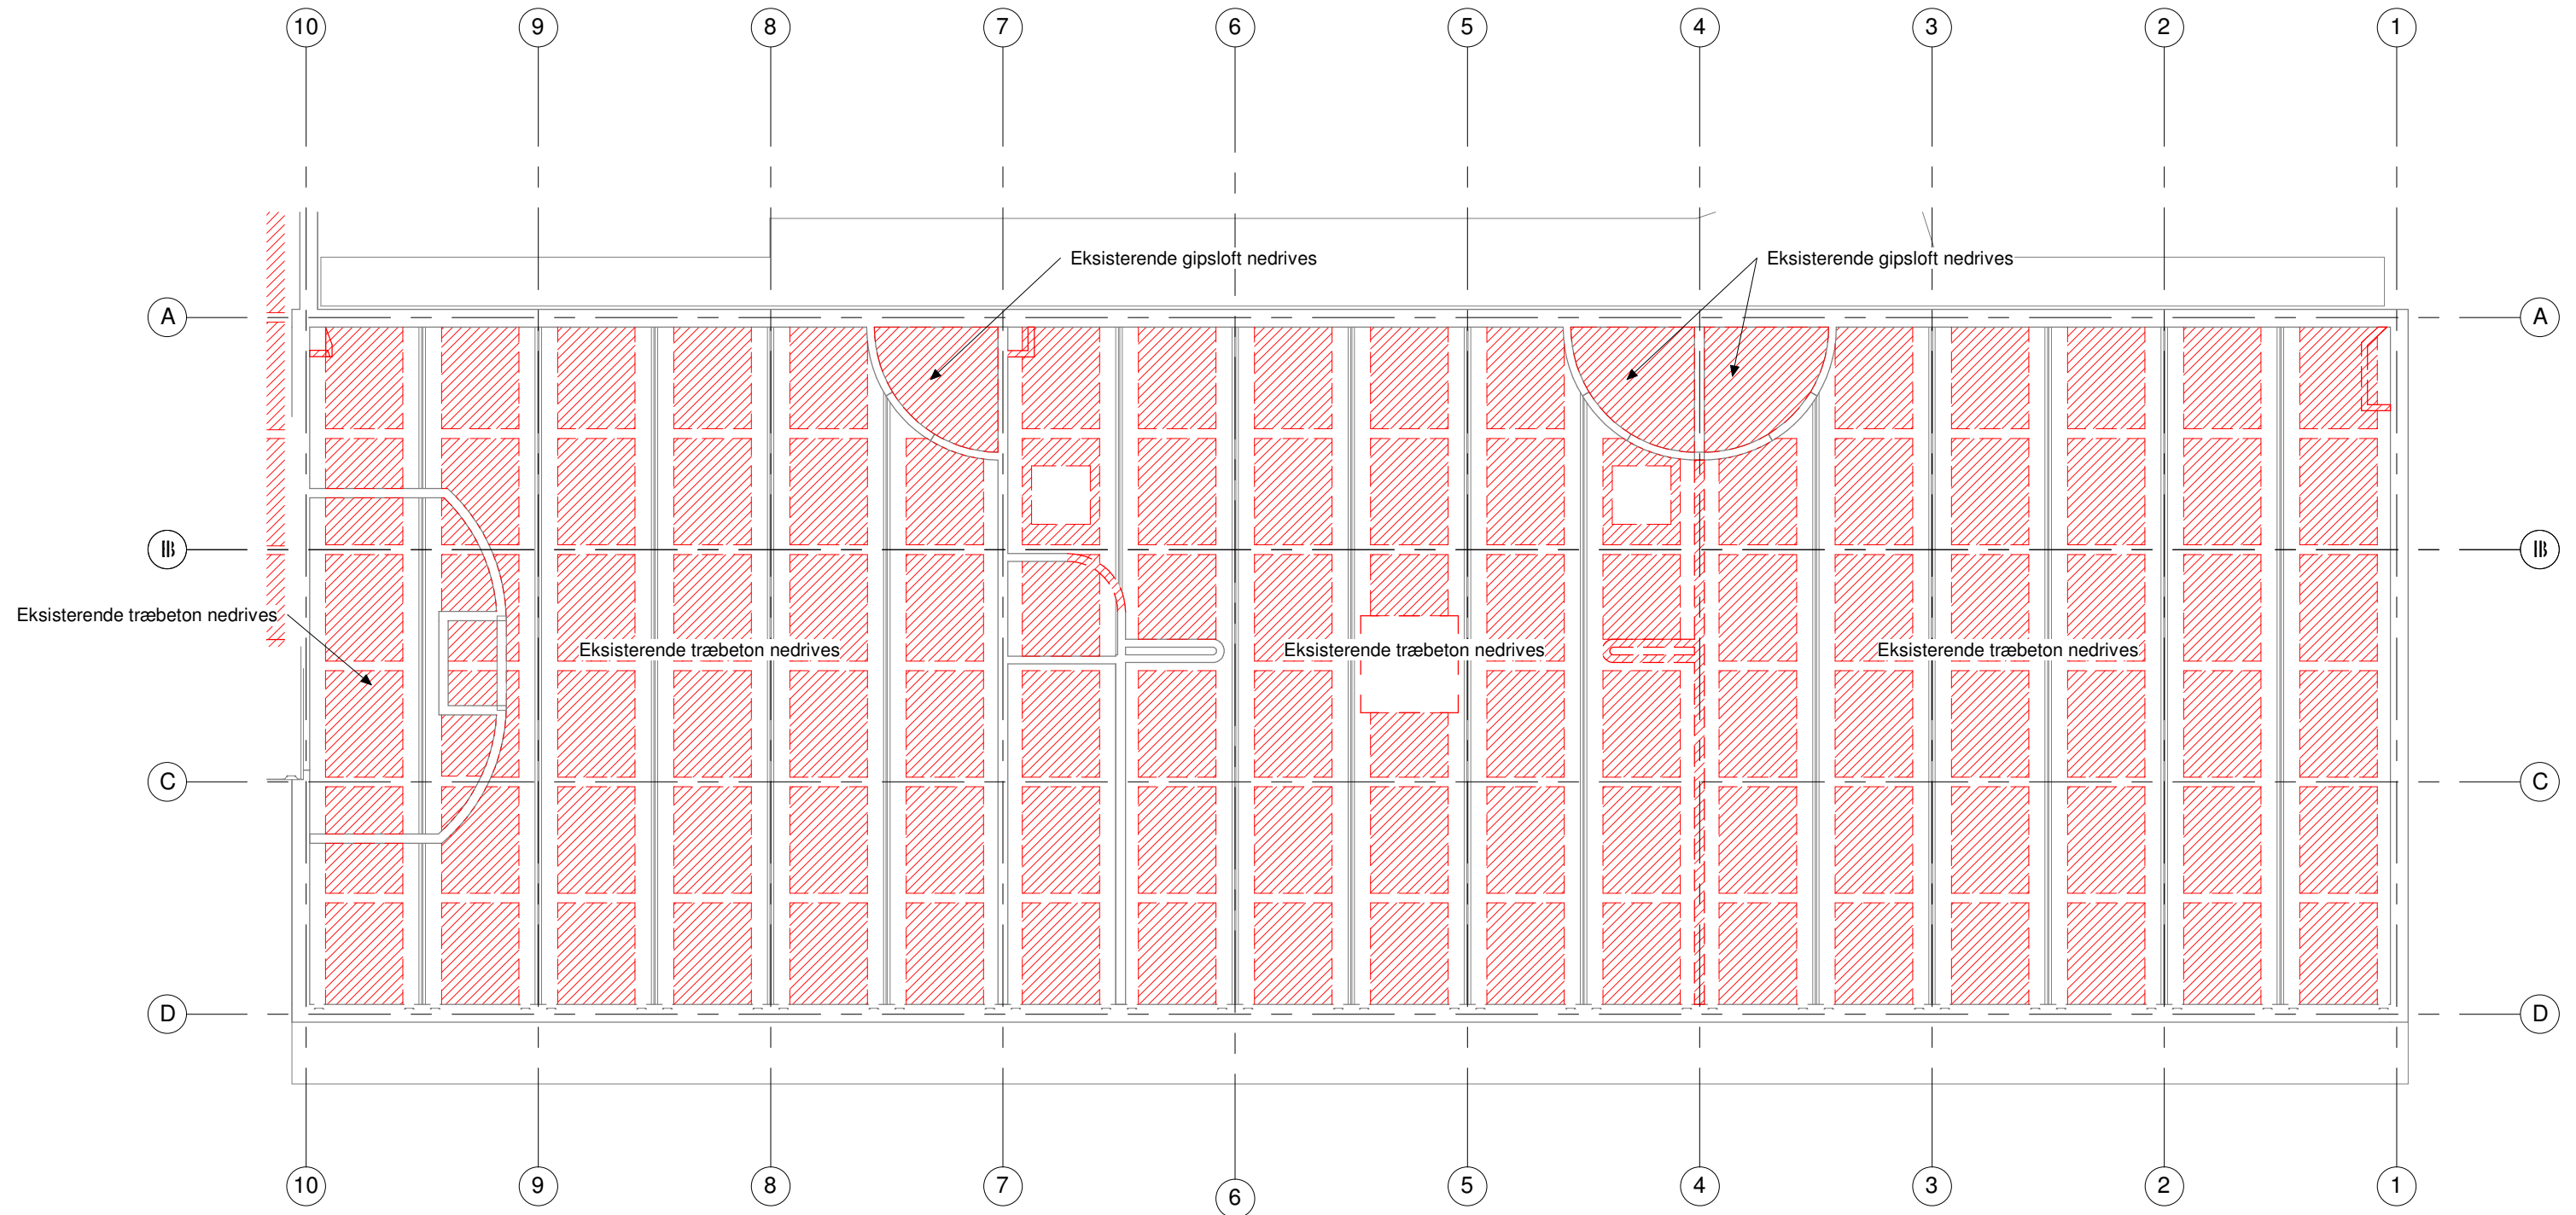 10 9 8 7 6 5 4 3 2 1
Eksisterende gipsloft nedrives Eksisterende gipsloft nedrives
A A
B B
Eksisterende træbeton nedrives
Eksisterende træbeton nedrives Eksisterende træbeton nedrives Eksisterende træbeton nedrives
C C
D D
10 9 8 7 6 5 4 3 2 1